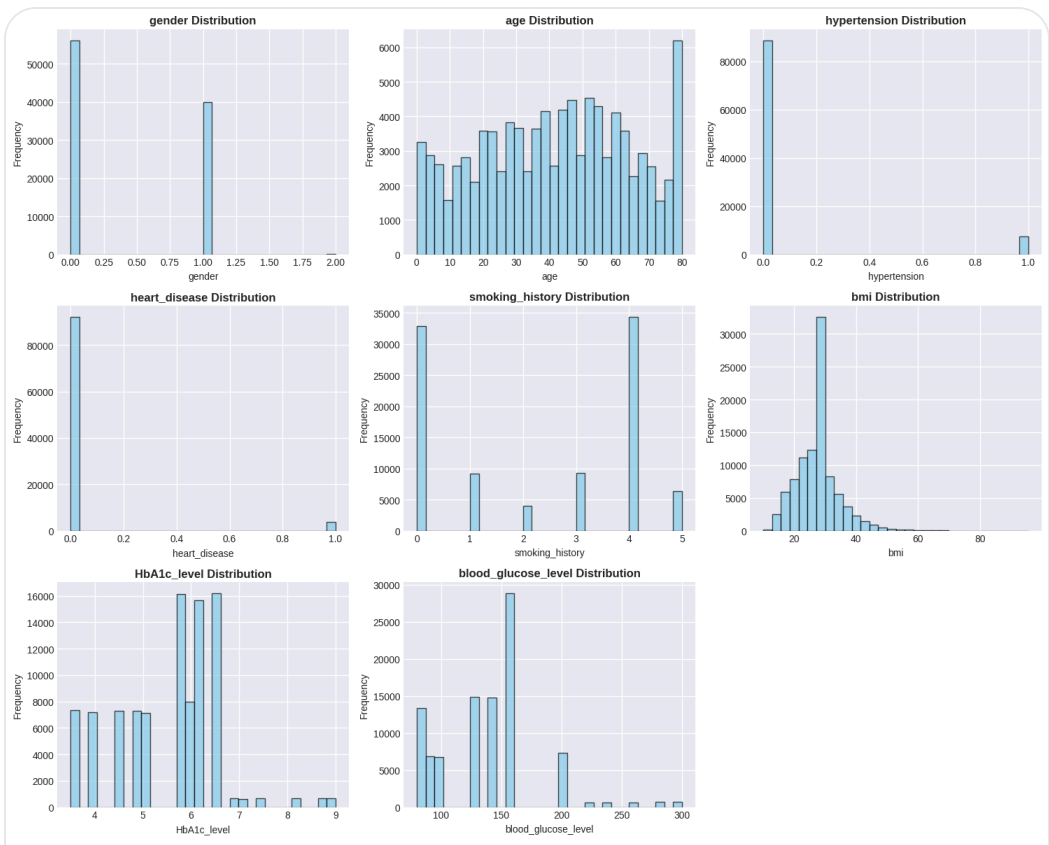 gender Distribution
Frequency
50000
40000
30000
20000
10000
0
0.00 0.25 0.50 0.75 1.00 1.25 1.50 1.75 2.00
gender
age Distribution
Frequency
6000
5000
4000
3000
2000
1000
0
0 10 20 30 40 50 60 70 80
age
hypertension Distribution
Frequency
80000
60000
40000
20000
0
0.0 0.2 0.4 0.6 0.8 1.0
hypertension
heart_disease Distribution
Frequency
80000
60000
40000
20000
0
0.0 0.2 0.4 0.6 0.8 1.0
heart_disease
smoking_history Distribution
Frequency
35000
30000
25000
20000
15000
10000
5000
0
0 1 2 3 4 5
smoking_history
bmi Distribution
Frequency
30000
25000
20000
15000
10000
5000
0
20 40 60 80
bmi
HbA1c_level Distribution
Frequency
16000
14000
12000
10000
8000
6000
4000
2000
0
4 5 6 7 8 9
HbA1c_level
blood_glucose_level Distribution
Frequency
30000
25000
20000
15000
10000
5000
0
100 150 200 250 300
blood_glucose_level